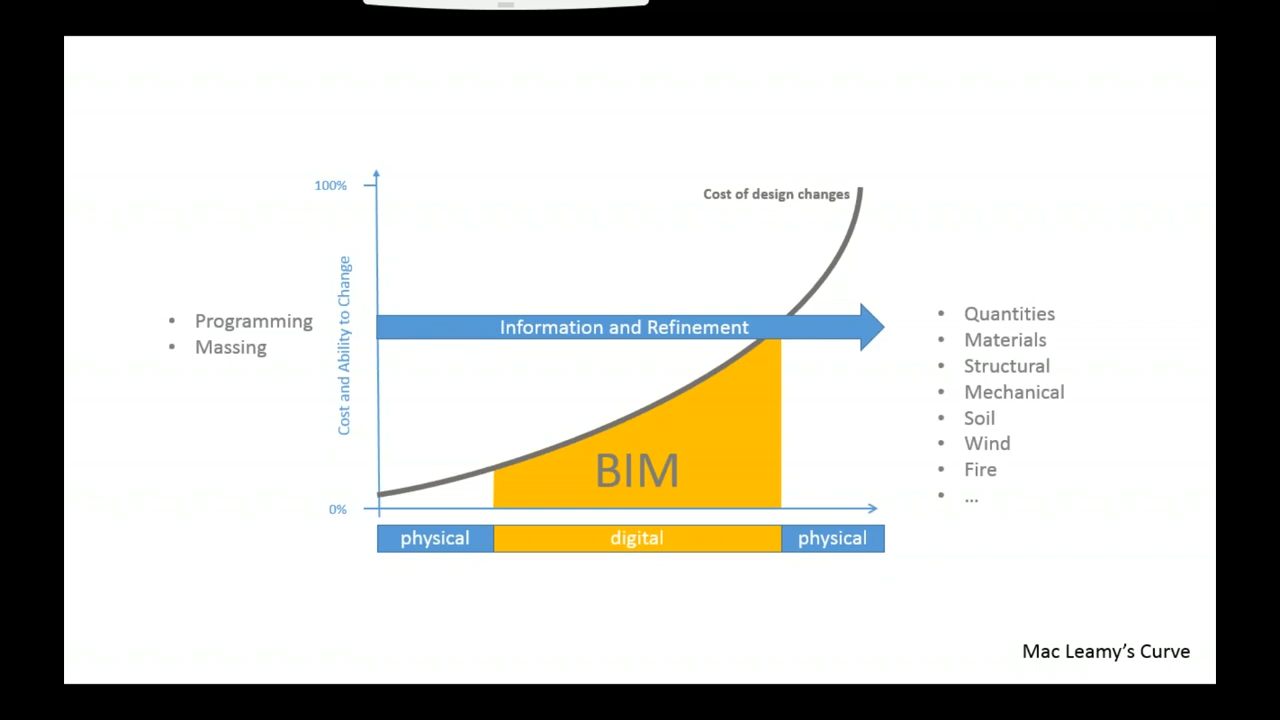 100%
Cost of design changes
Cost and Ability to Change
• Programming
• Massing
Information and Refinement
• Quantities
• Materials
• Structural
• Mechanical
• Soil
• Wind
• Fire
• ...
BIM
0%
physical
digital
physical
Mac Leamy's Curve